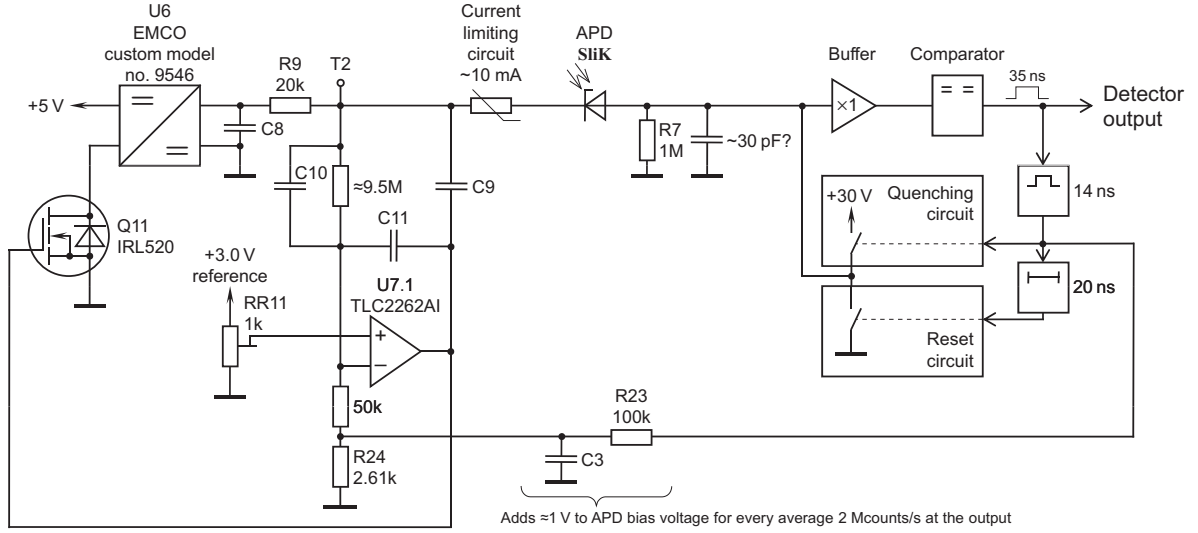 U6
EMCO
custom model
no. 9546
+5 V
R9
20k
T2
C8
Current
limiting
circuit
~10 mA
APD
SliK
Buffer
×1
Comparator
= =
35 ns
Detector
output
R7
1M
~30 pF?
C10
≈9.5M
C9
C11
Q11
IRL520
+3.0 V
reference
RR11
1k
U7.1
TLC2262AI
+
−
+30 V
Quenching
circuit
14 ns
20 ns
Reset
circuit
50k
R24
2.61k
R23
100k
C3
Adds ≈1 V to APD bias voltage for every average 2 Mcounts/s at the output